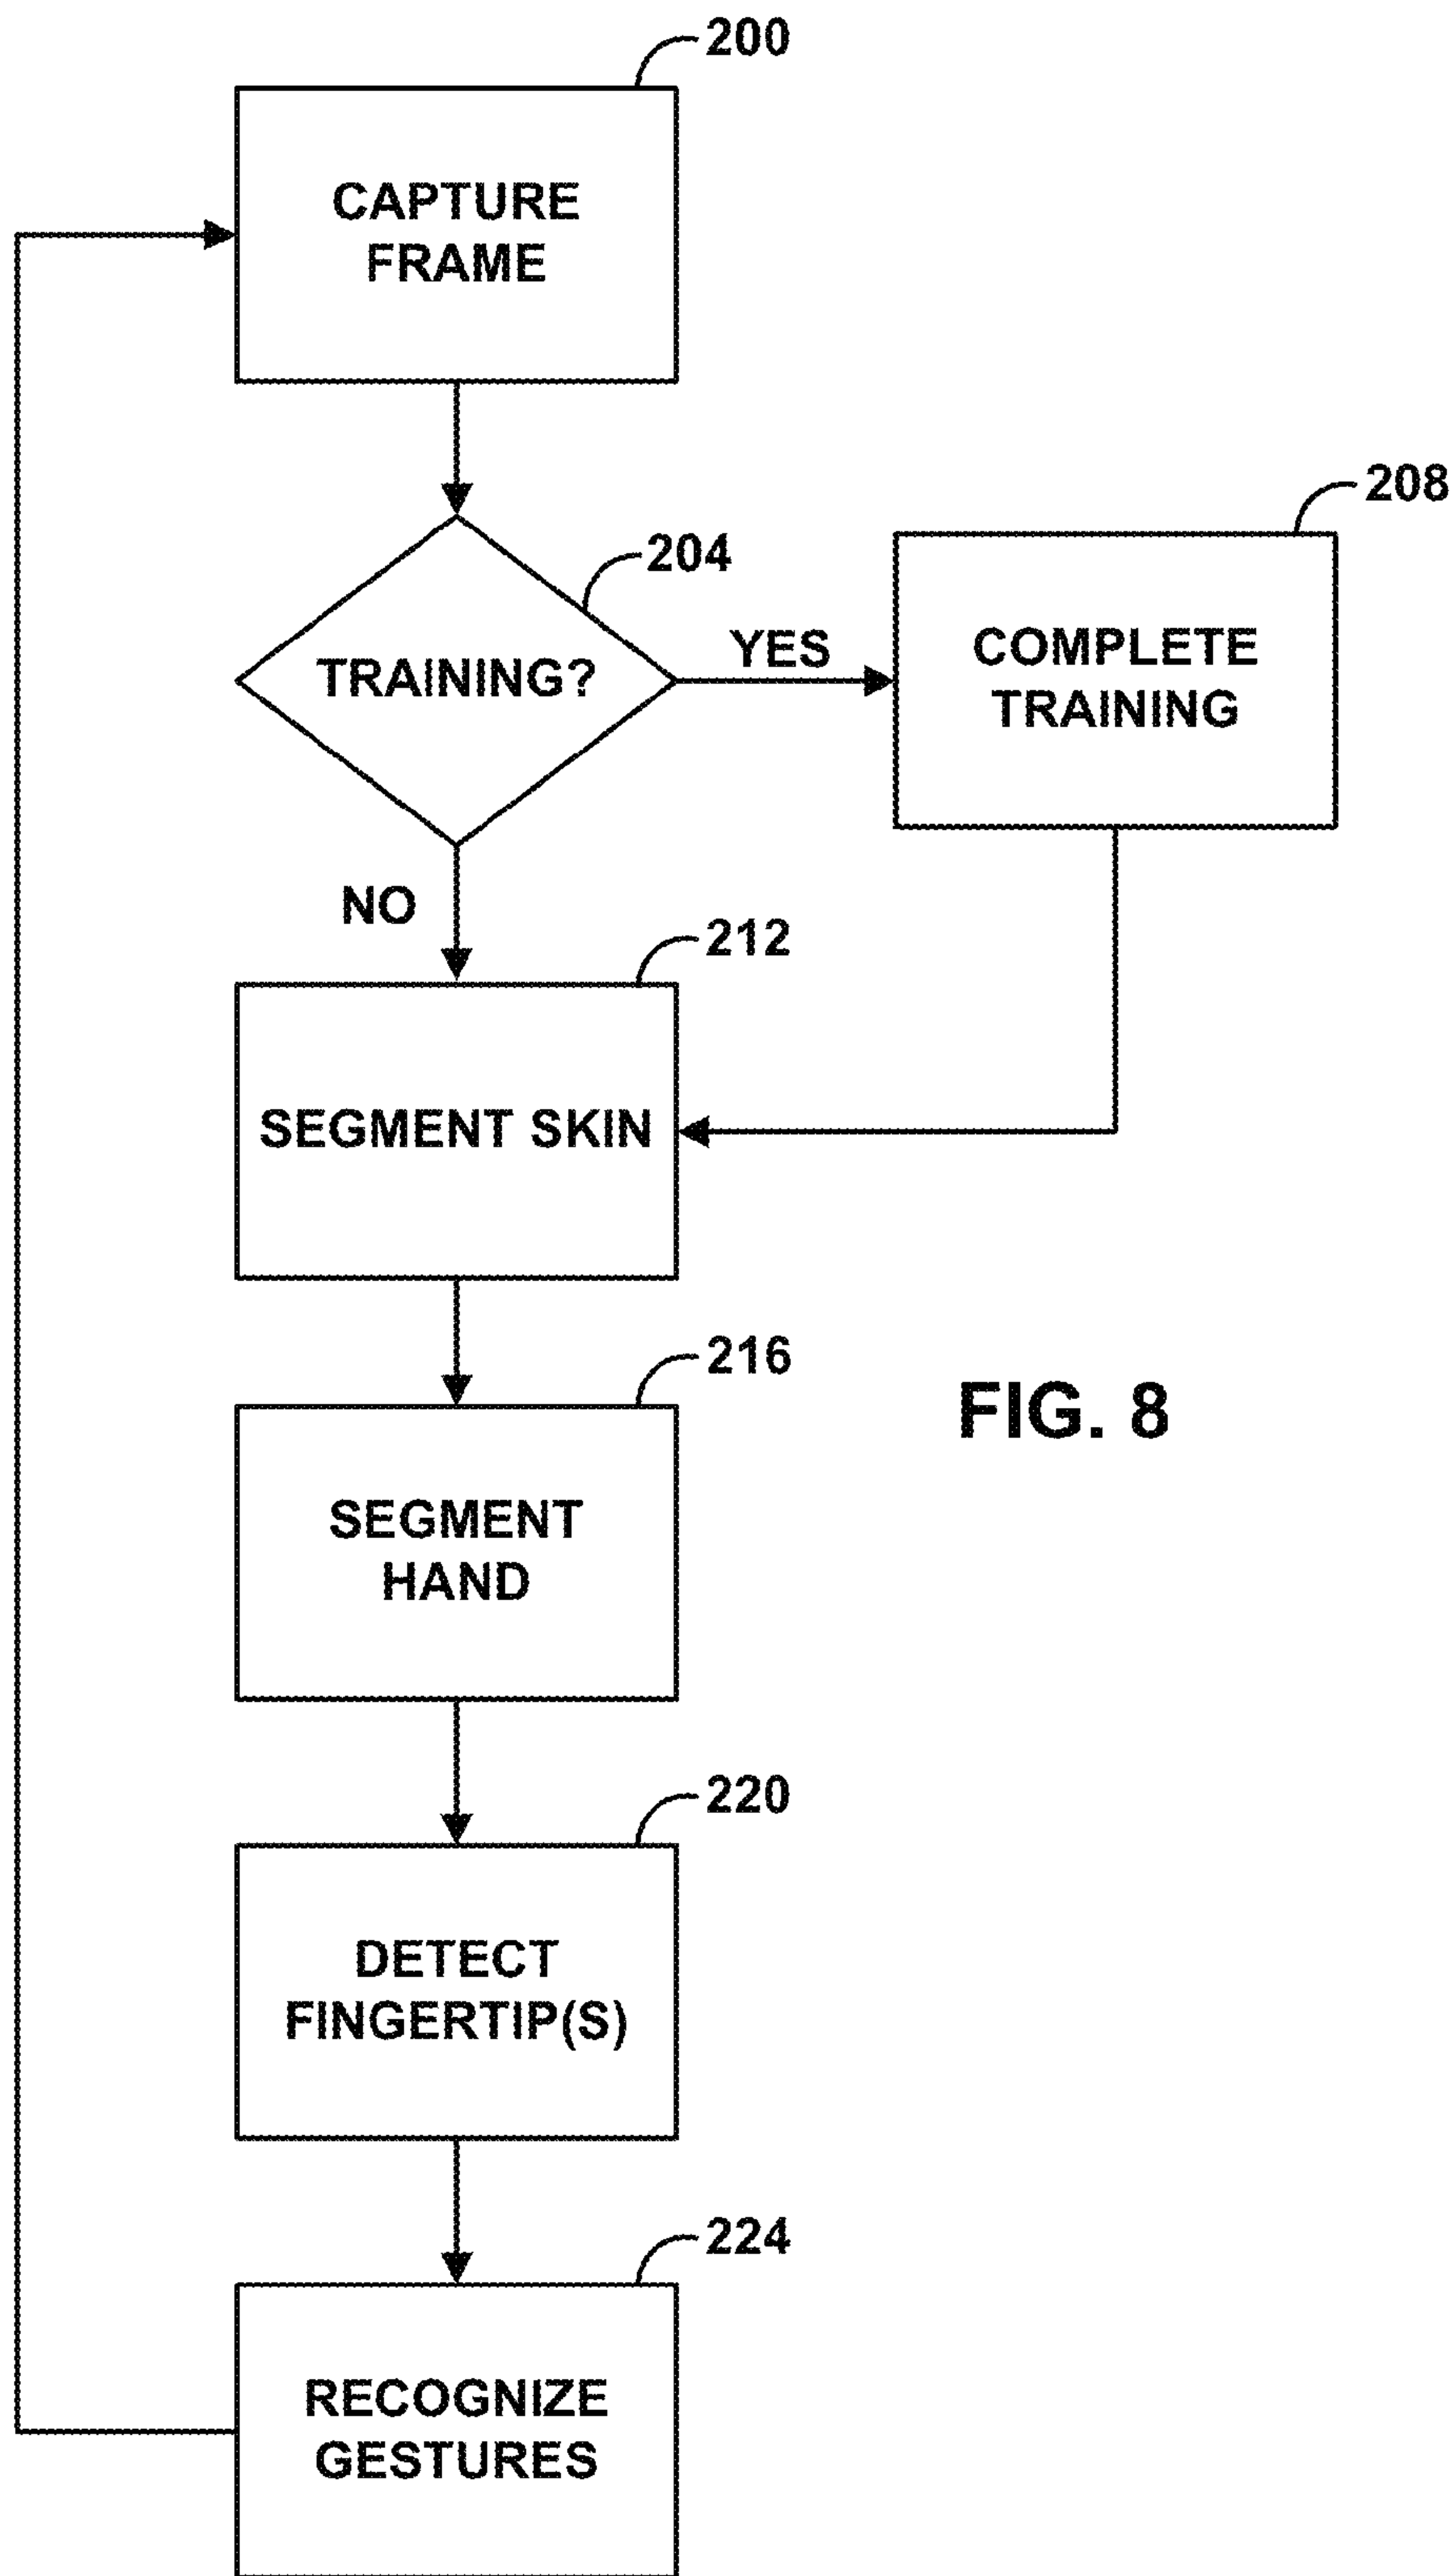 200
CAPTURE
FRAME
204
TRAINING?
YES
208
COMPLETE
TRAINING
NO
212
SEGMENT SKIN
216
SEGMENT
HAND
FIG. 8
220
DETECT
FINGERTIP(S)
224
RECOGNIZE
GESTURES